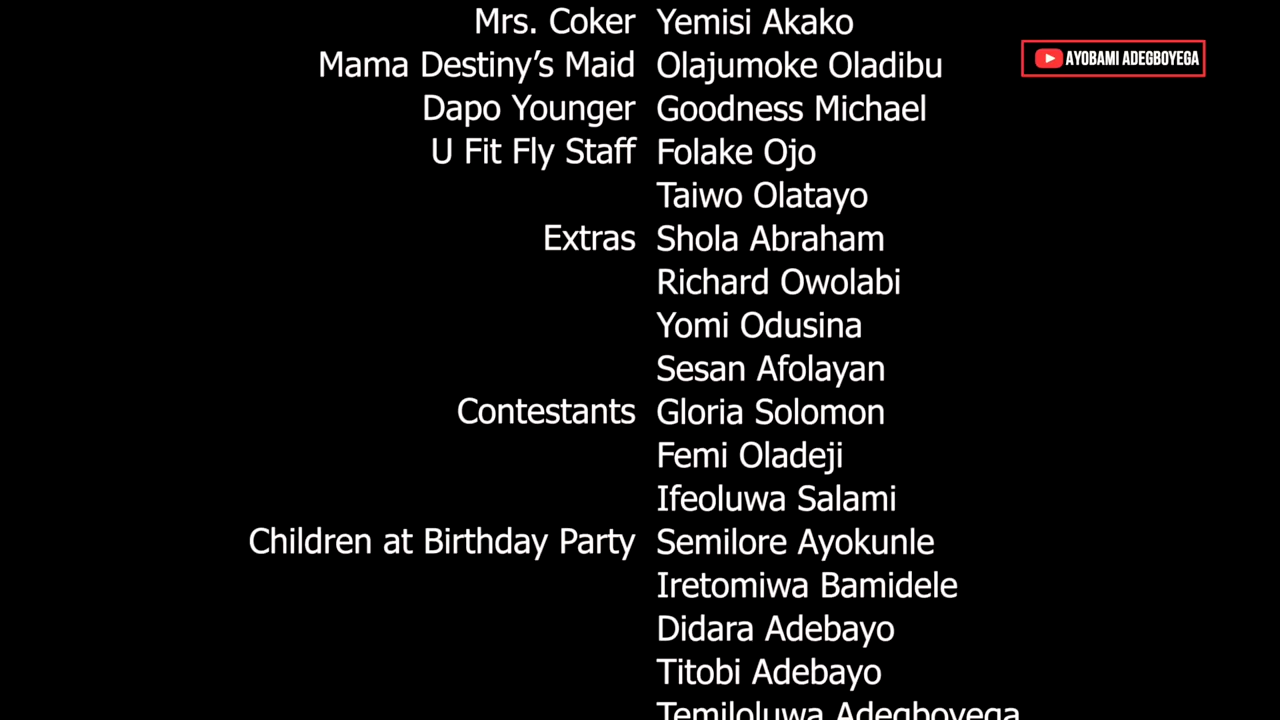 Mrs. Coker Yemisi Akako
AYOBAMI ADEGBOYEGA
Mama Destiny’s Maid Olajumoke Oladibu
Dapo Younger Goodness Michael
U Fit Fly Staff Folake Ojo
Taiwo Olatayo
Extras Shola Abraham
Richard Owolabi
Yomi Odusina
Sesan Afolayan
Contestants Gloria Solomon
Femi Oladeji
Ifeoluwa Salami
Children at Birthday Party Semilore Ayokunle
Iretomiwa Bamidele
Didara Adebayo
Titobi Adebayo
Temiloluwa Adegboyega